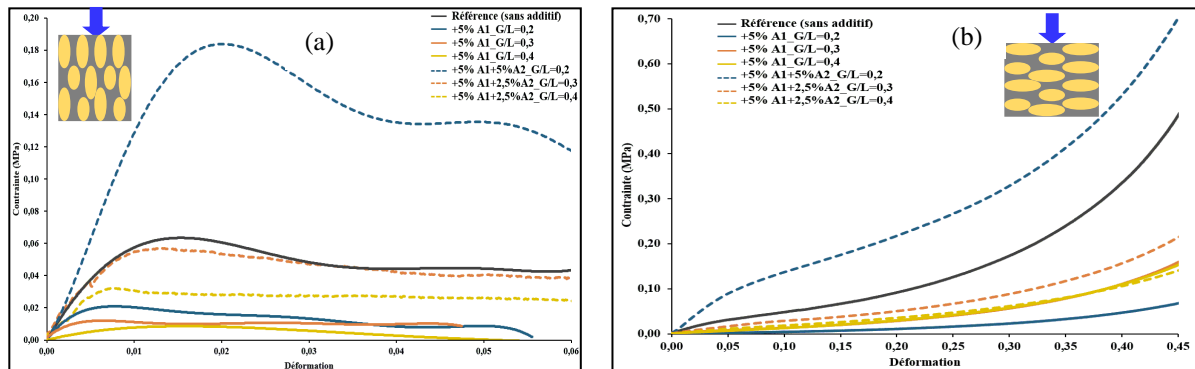 (a)
Référence (sans additif)
+5% A1_G/L=0,2
+5% A1_G/L=0,3
+5% A1_G/L=0,4
+5% A1+5%A2_G/L=0,2
+5% A1+2,5%A2_G/L=0,3
+5% A1+2,5%A2_G/L=0,4
Contrainte (MPa)
0,20
0,18
0,16
0,14
0,12
0,10
0,08
0,06
0,04
0,02
0,00
0,00 0,01 0,02 0,03 0,04 0,05 0,06
Déformation
(b)
Référence (sans additif)
+5% A1_G/L=0,2
+5% A1_G/L=0,3
+5% A1_G/L=0,4
+5% A1+5%A2_G/L=0,2
+5% A1+2,5%A2_G/L=0,3
+5% A1+2,5%A2_G/L=0,4
Contrainte (MPa)
0,70
0,60
0,50
0,40
0,30
0,20
0,10
0,00
0,00 0,05 0,10 0,15 0,20 0,25 0,30 0,35 0,40 0,45
Déformation